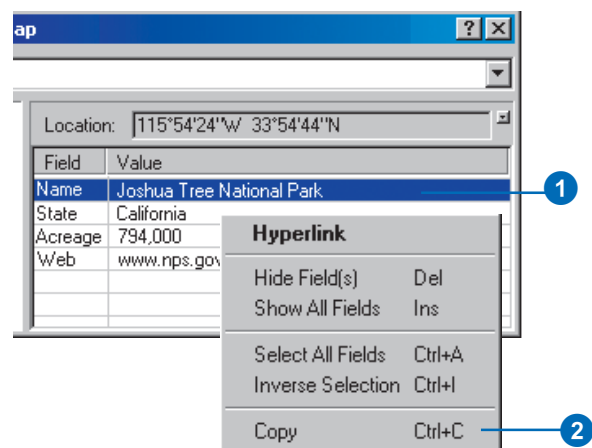 ap ? ×
Location: 115°54'24"W 33°54'44"N
Field Value
Name Joshua Tree National Park
1
State California
Acreage 794,000
Web www.nps.gov
Hyperlink
Hide Field(s) Del
Show All Fields Ins
Select All Fields Ctrl+A
Inverse Selection Ctrl+I
Copy Ctrl+C
2